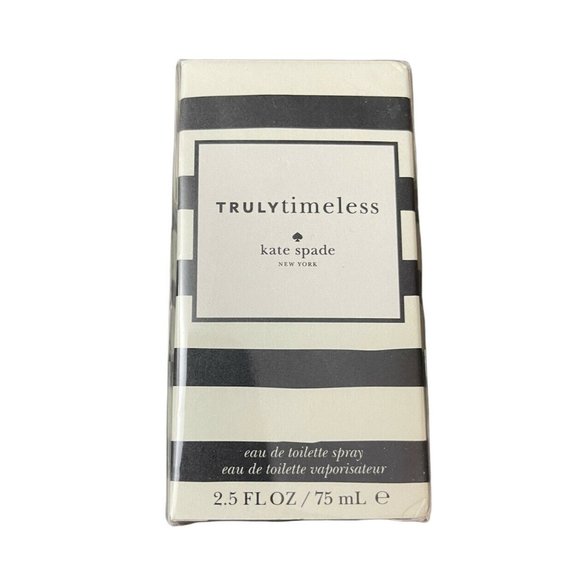 TRULYtimeless
kate spade
NEW YORK
eau de toilette spray
eau de toilette vaporisateur
2.5 FL OZ / 75 mL ℮